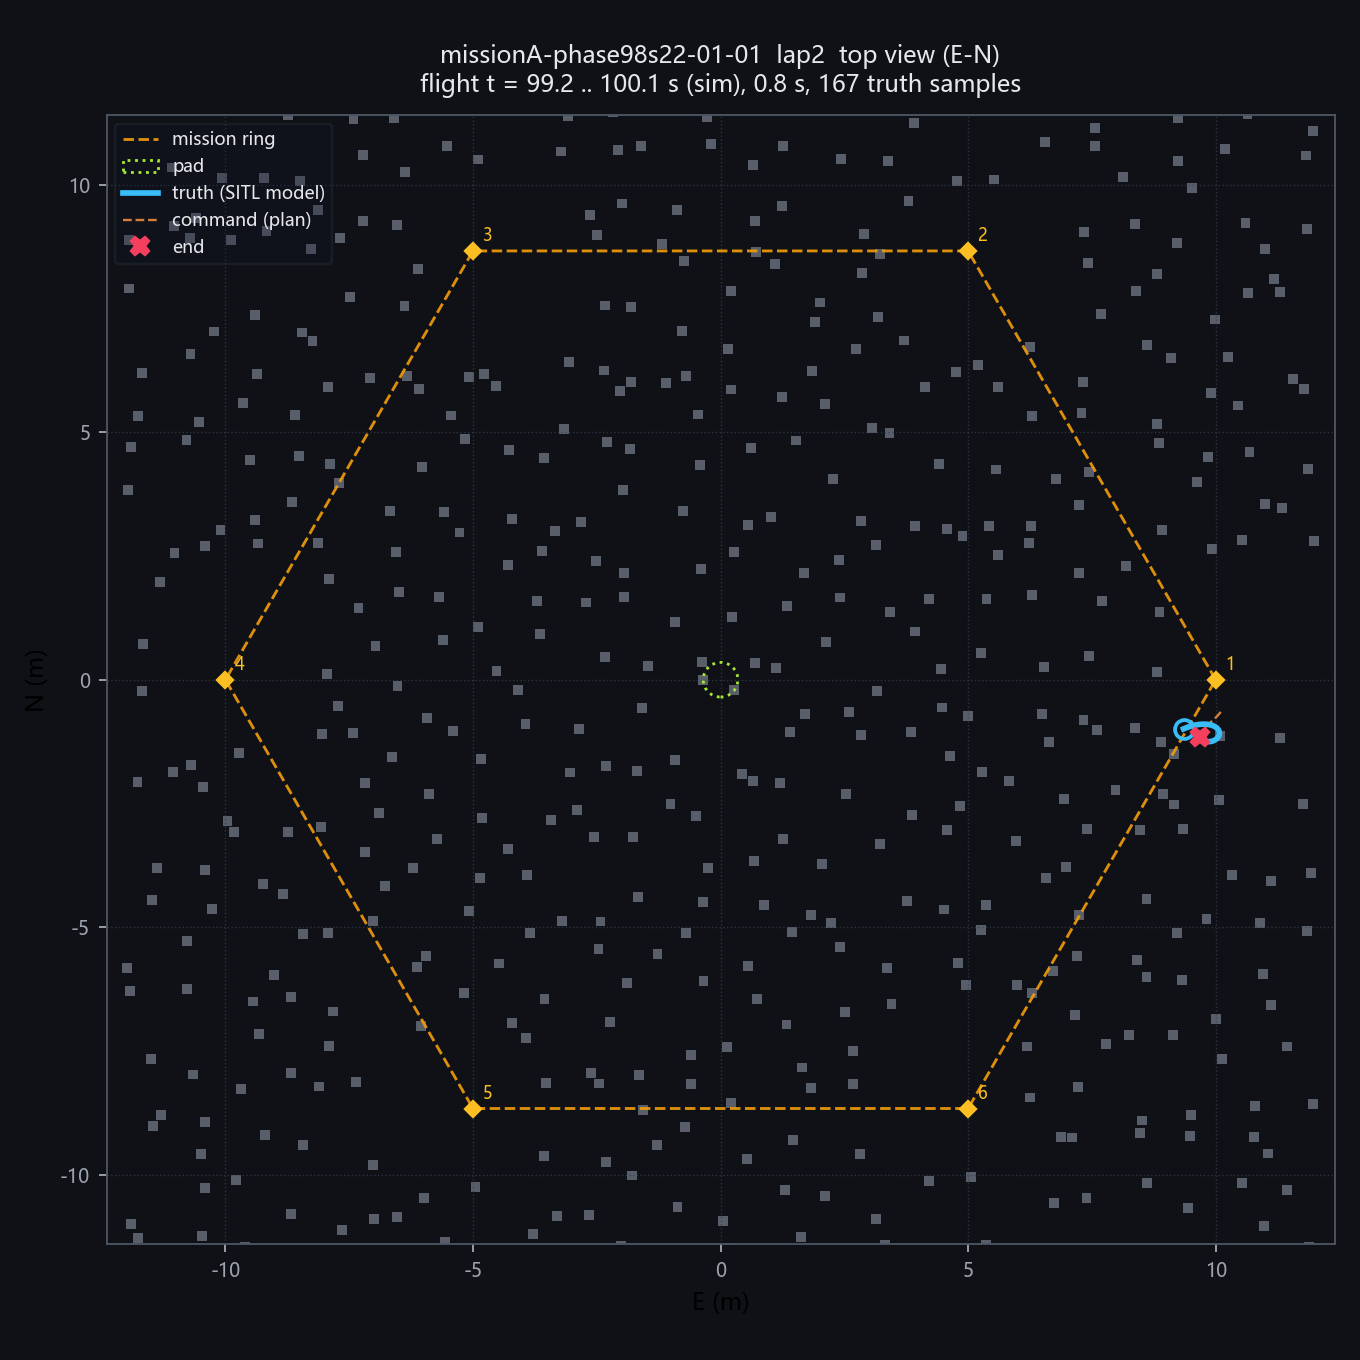 missionA-phase98s22-01-01  lap2  top view (E-N)
flight t = 99.2 .. 100.1 s (sim), 0.8 s, 167 truth samples
mission ring
pad
truth (SITL model)
command (plan)
end
10
5
0
-5
-10
N (m)
3
2
4
1
5
6
-10
-5
0
5
10
E (m)